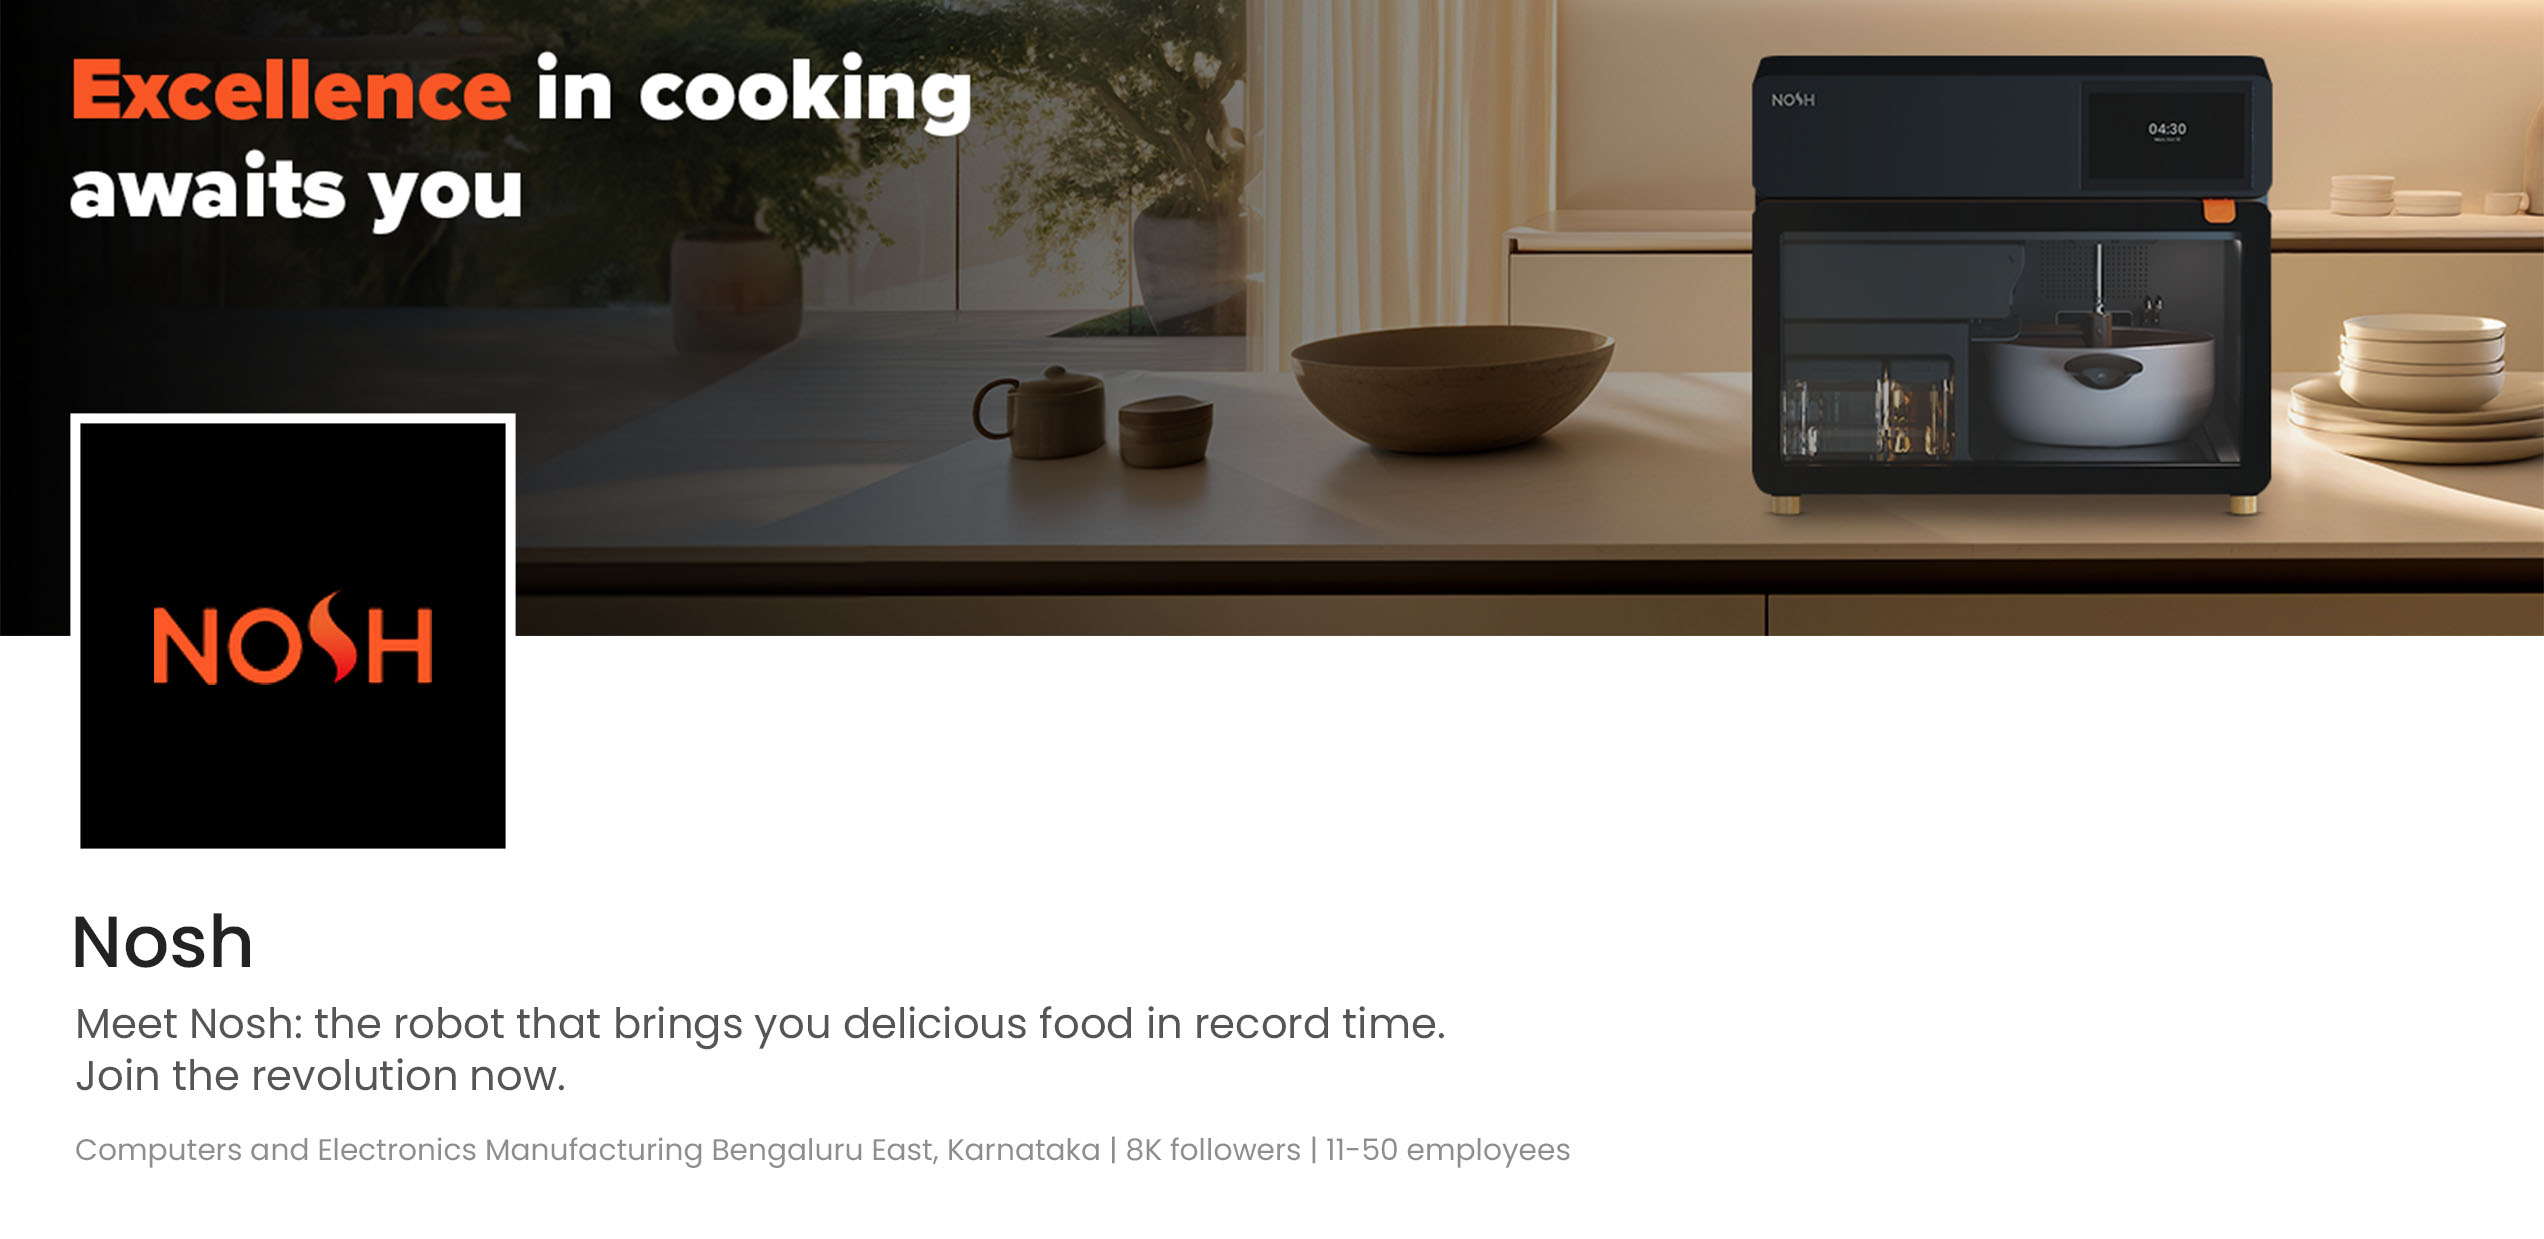 Excellence in cooking
awaits you
NOSH
04:30
NOSH
Nosh
Meet Nosh: the robot that brings you delicious food in record time.
Join the revolution now.
Computers and Electronics Manufacturing Bengaluru East, Karnataka | 8K followers | 11-50 employees